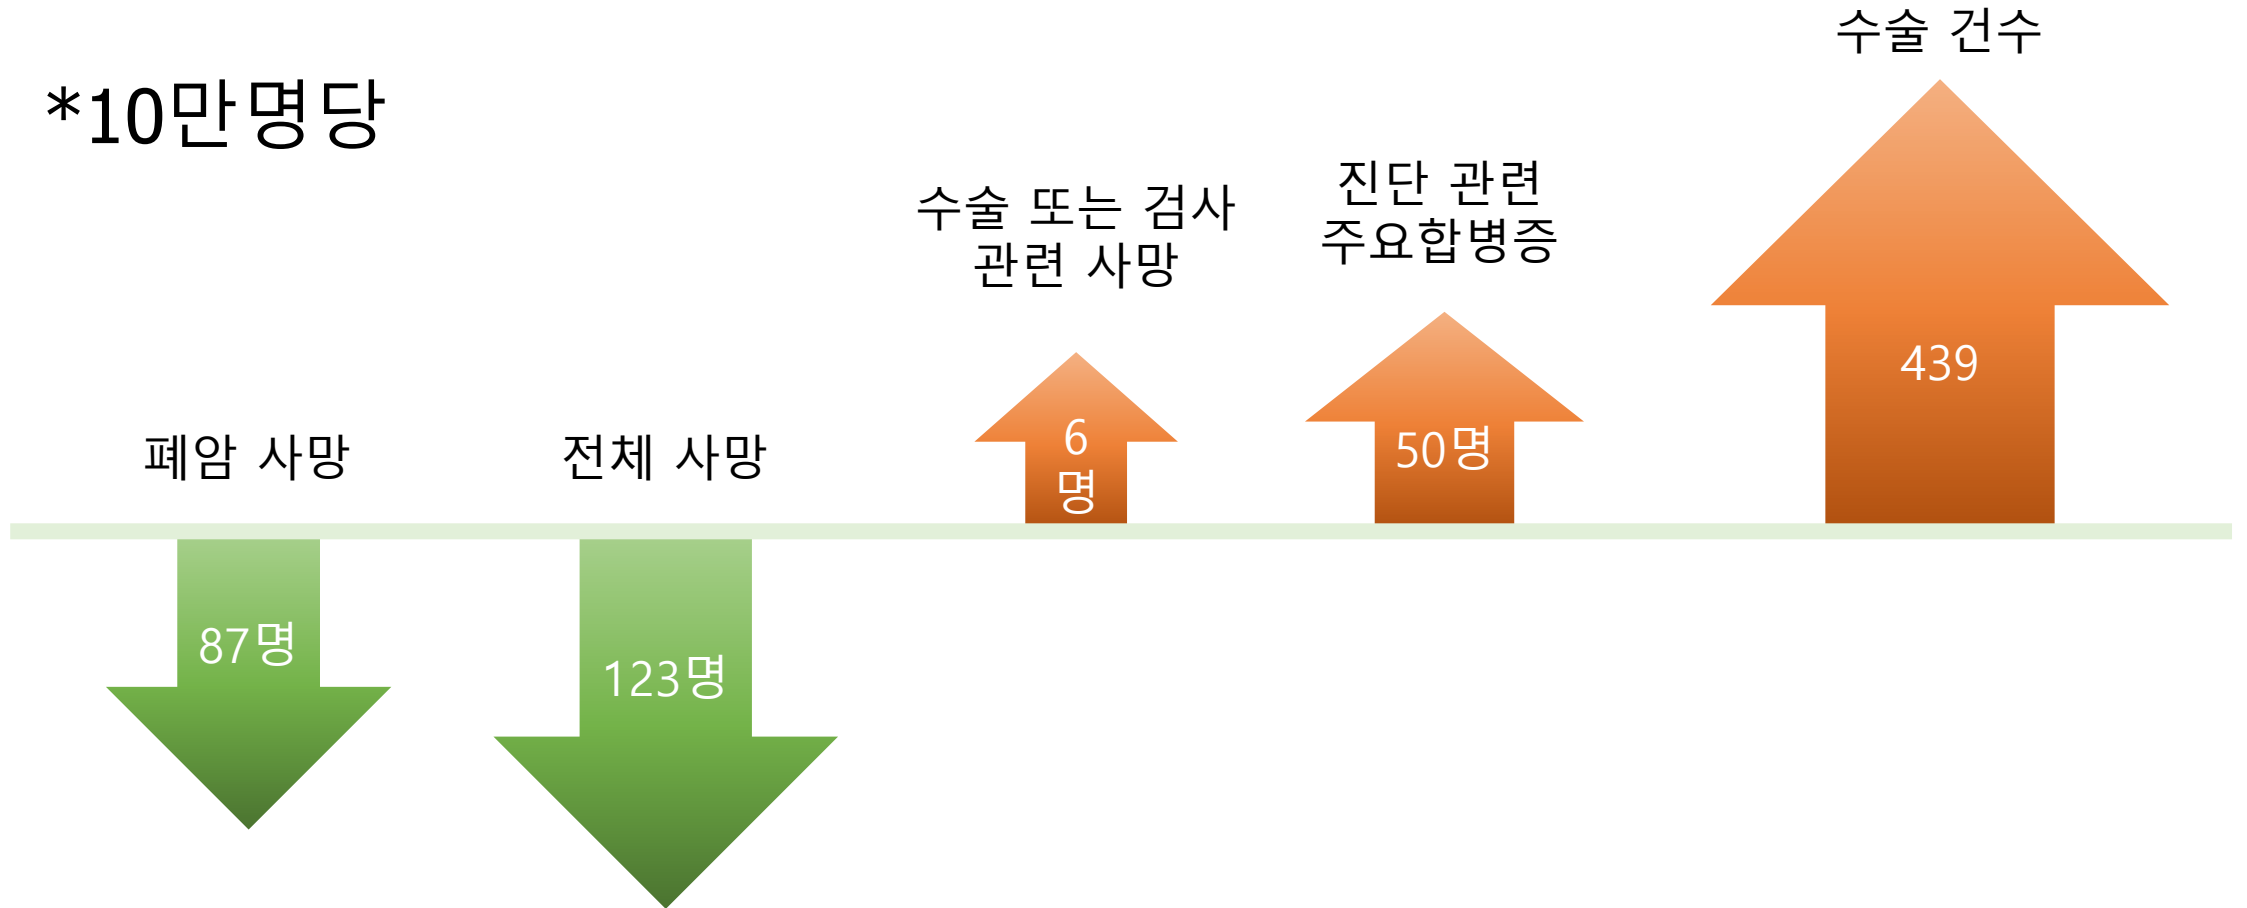 *10만명당
폐암 사망
87명
전체 사망
123명
수술 또는 검사
관련 사망
6
명
진단 관련
주요합병증
50명
수술 건수
439